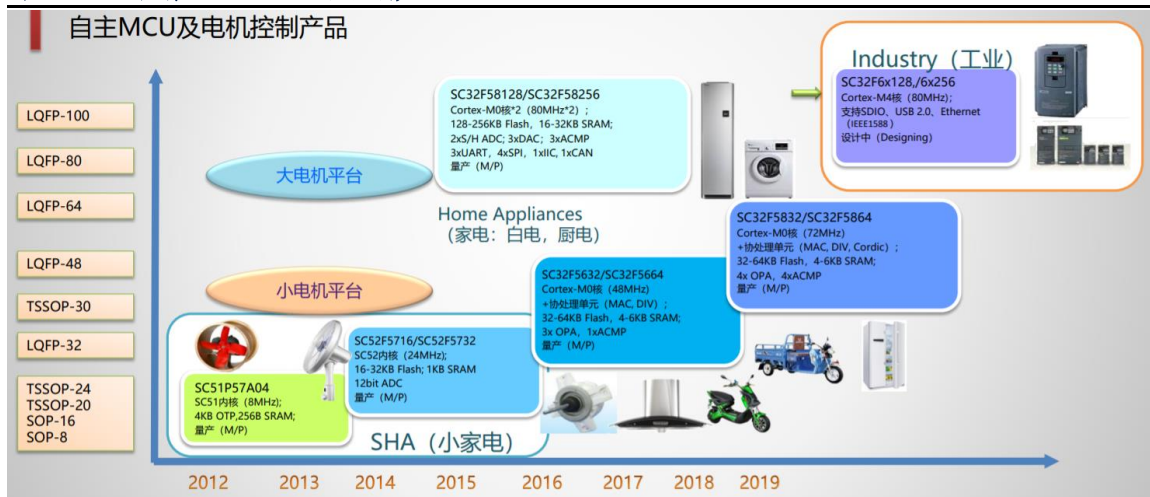 自主MCU及电机控制产品
LQFP-100
LQFP-80
LQFP-64
LQFP-48
TSSOP-30
LQFP-32
TSSOP-24
TSSOP-20
SOP-16
SOP-8
大电机平台
小电机平台
SC32F58128/SC32F58256
Cortex-M0核*2（80MHz*2）;
128-256KB Flash，16-32KB SRAM;
2xS/H ADC; 3xDAC；3xACMP
3xUART，4xSPI，1xIIC, 1xCAN
量产（M/P）
Home Appliances
（家电：白电，厨电）
Industry（工业）
SC32F6x128,/6x256
Cortex-M4核（80MHz）;
支持SDIO、USB 2.0、Ethernet
（IEEE1588 ）
设计中（Designing）
SC32F5832/SC32F5864
Cortex-M0核（72MHz）
+协处理单元（MAC, DIV, Cordic）;
32-64KB Flash，4-6KB SRAM;
4x OPA，4xACMP
量产（M/P）
SC32F5632/SC32F5664
Cortex-M0核（48MHz）
+协处理单元（MAC, DIV）;
32-64KB Flash，4-6KB SRAM;
3x OPA，1xACMP
量产（M/P）
SC52F5716/SC52F5732
SC52内核（24MHz）;
16-32KB Flash; 1KB SRAM
12bit ADC
量产（M/P）
SC51P57A04
SC51内核（8MHz）;
4KB OTP,256B SRAM;
量产（M/P）
SHA（小家电）
2012 2013 2014 2015 2016 2017 2018 2019